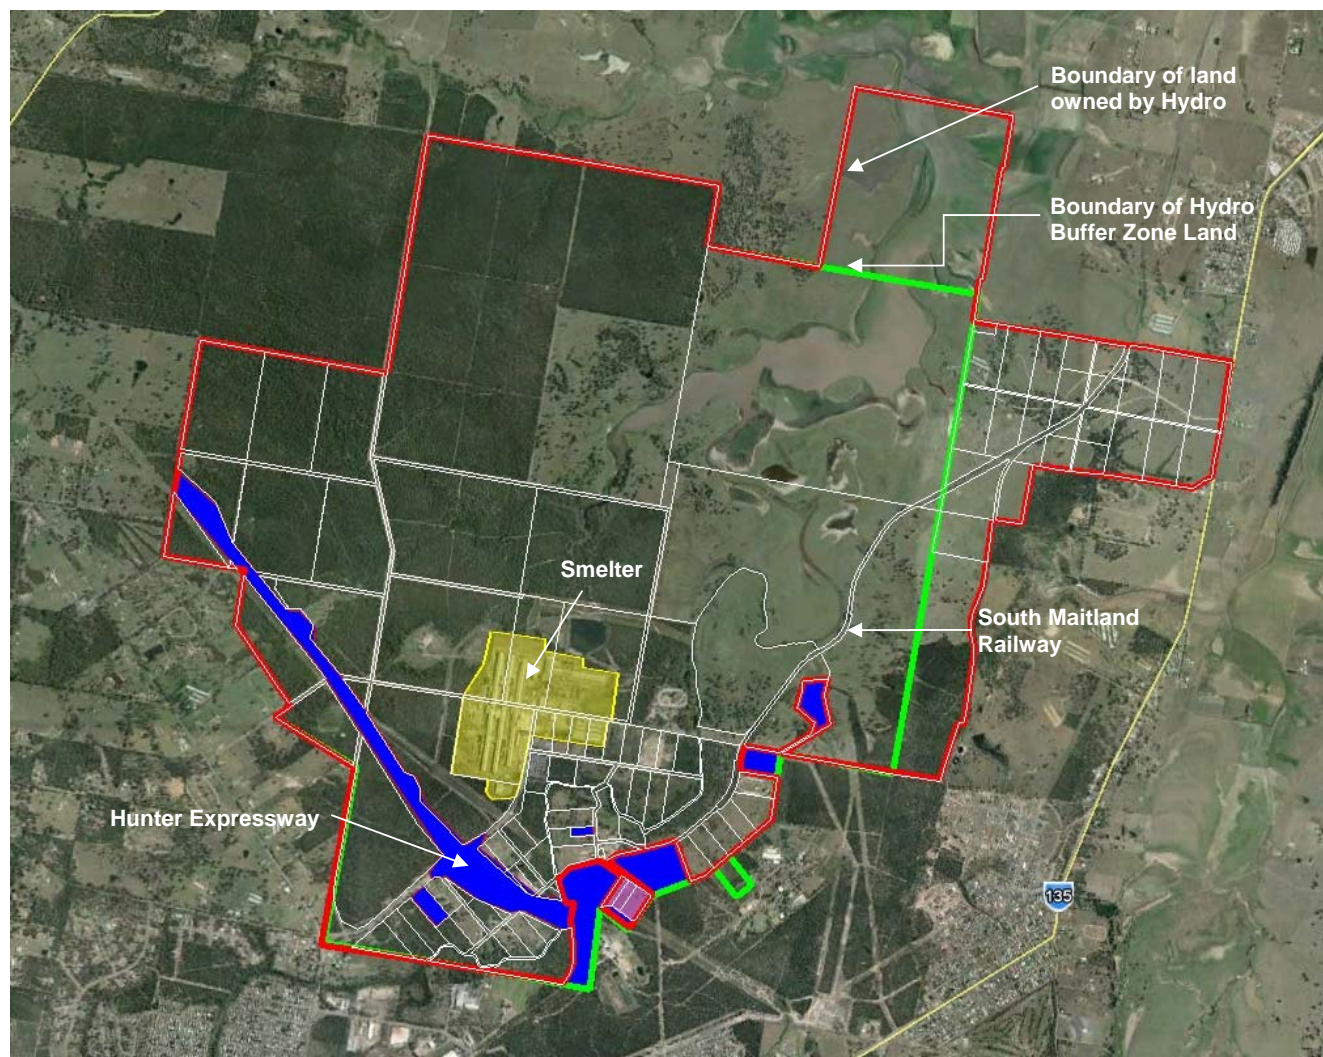 Boundary of land
owned by Hydro
Boundary of Hydro
Buffer Zone Land
Smelter
South Maitland
Railway
Hunter Expressway
135